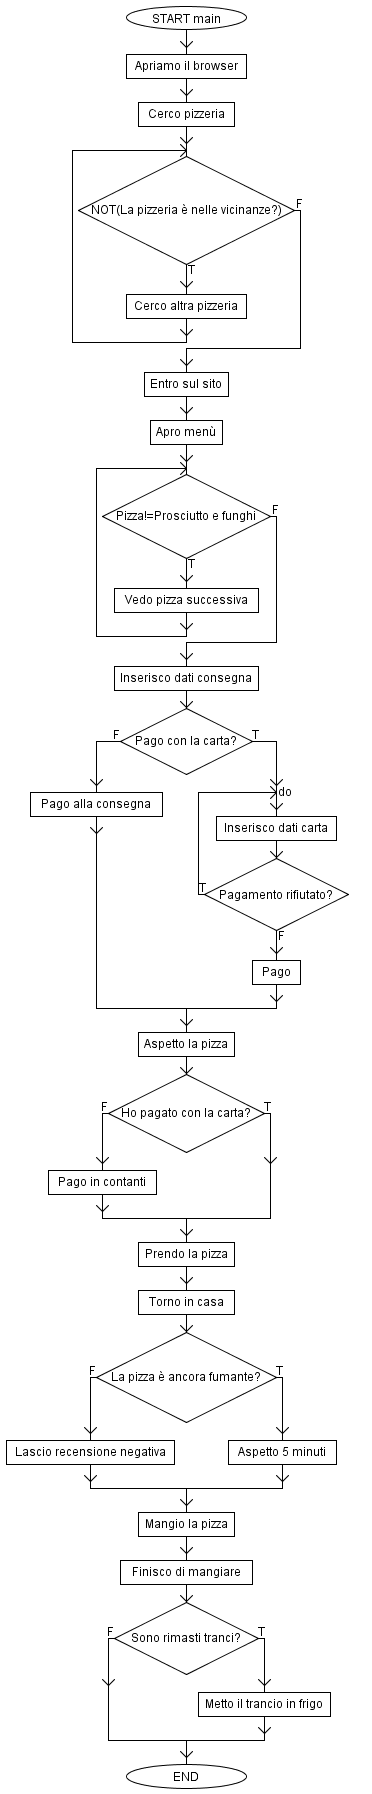 START main
Apriamo il browser
Cerco pizzeria
NOT(La pizzeria è nelle vicinanze?)
F
T
Cerco altra pizzeria
Entro sul sito
Apro menù
Pizza!=Prosciutto e funghi
F
T
Vedo pizza successiva
Inserisco dati consegna
F
Pago con la carta?
T
Pago alla consegna
do
Inserisco dati carta
T
Pagamento rifiutato?
F
Pago
Aspetto la pizza
F
Ho pagato con la carta?
T
Pago in contanti
Prendo la pizza
Torno in casa
F
La pizza è ancora fumante?
T
Lascio recensione negativa
Aspetto 5 minuti
Mangio la pizza
Finisco di mangiare
F
Sono rimasti tranci?
T
Metto il trancio in frigo
END